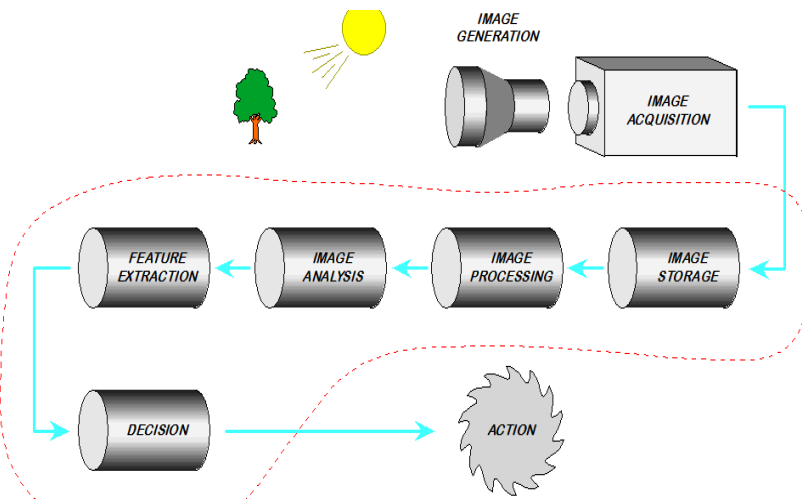 IMAGE
GENERATION
IMAGE
ACQUISITION
FEATURE
EXTRACTION
IMAGE
ANALYSIS
IMAGE
PROCESSING
IMAGE
STORAGE
DECISION
ACTION